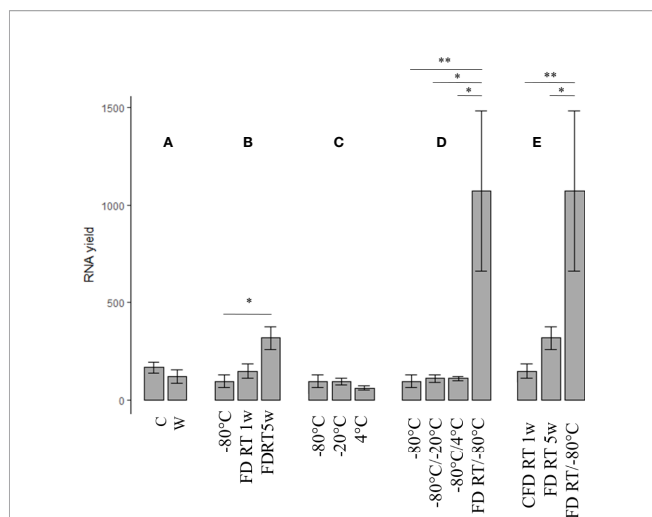 ** **
* * 
* *
1500
A B C D E
1000
RNA yield
500
*
0
C
W
-80°C
FD RT 1w
FDRT5w
-80°C
-20°C
4°C
-80°C
-80°C/-20°C
-80°C/4°C
FD RT/-80°C
CFD RT 1w
FD RT 5w
FD RT/-80°C